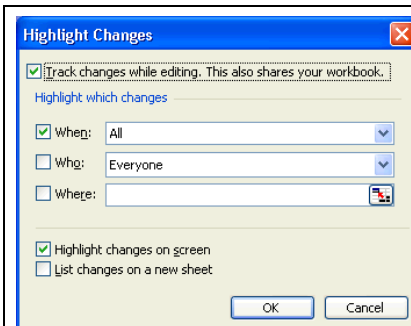 Highlight Changes
Track changes while editing. This also shares your workbook.
Highlight which changes
When: All
Who: Everyone
Where:
Highlight changes on screen
List changes on a new sheet
OK Cancel